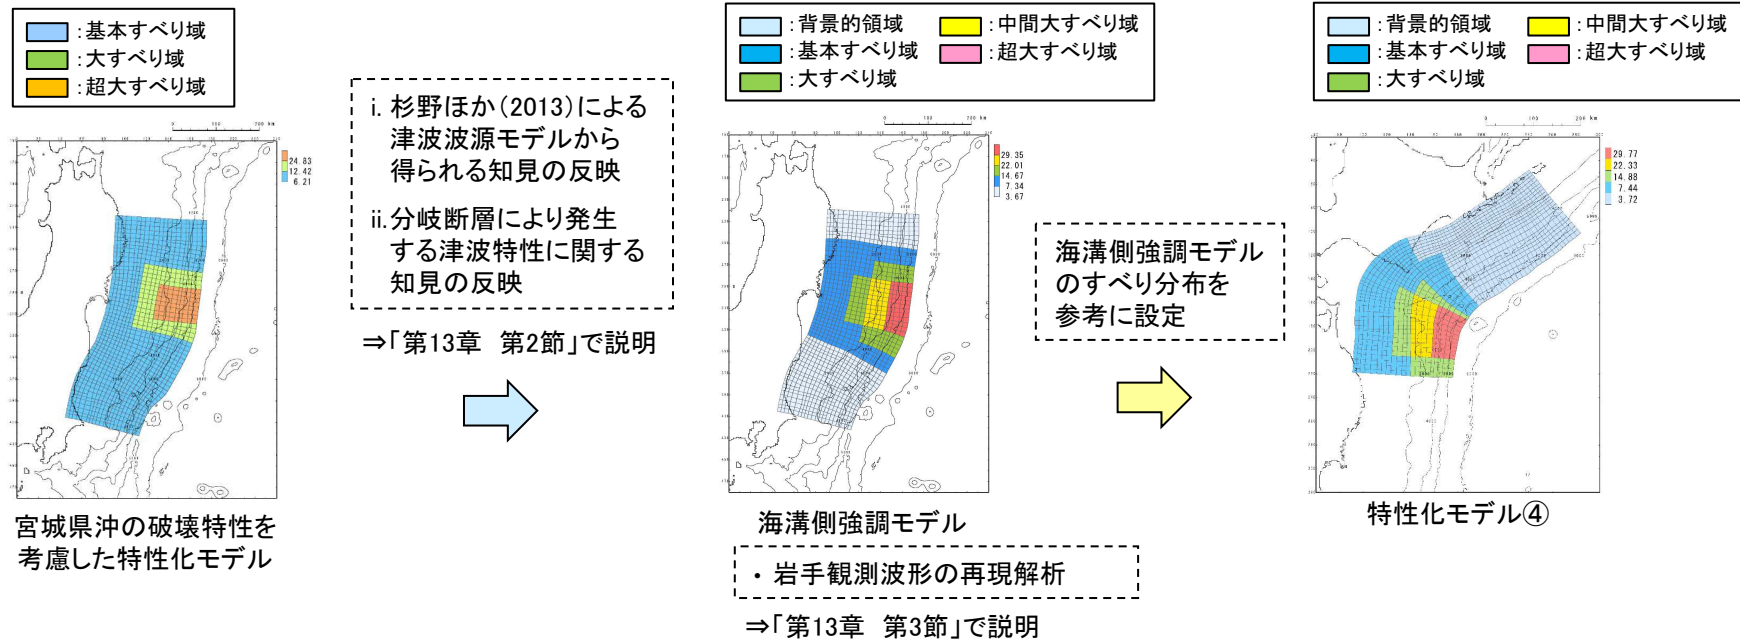 ：基本すべり域
：大すべり域
：超大すべり域
0 100 200 km
24.83
12.42
6.21
宮城県沖の破壊特性を
考慮した特性化モデル
i. 杉野ほか（2013）による
津波波源モデルから
得られる知見の反映
ii.分岐断層により発生
する津波特性に関する
知見の反映
⇒「第13章　第2節」で説明
：背景的領域
：中間大すべり域
：基本すべり域
：超大すべり域
：大すべり域
0 100 200 km
29.35
22.01
14.67
7.34
3.67
海溝側強調モデル
・ 岩手観測波形の再現解析
⇒「第13章　第3節」で説明
海溝側強調モデル
のすべり分布を
参考に設定
：背景的領域
：中間大すべり域
：基本すべり域
：超大すべり域
：大すべり域
0 100 200 km
29.77
22.33
14.88
7.44
3.72
特性化モデル④